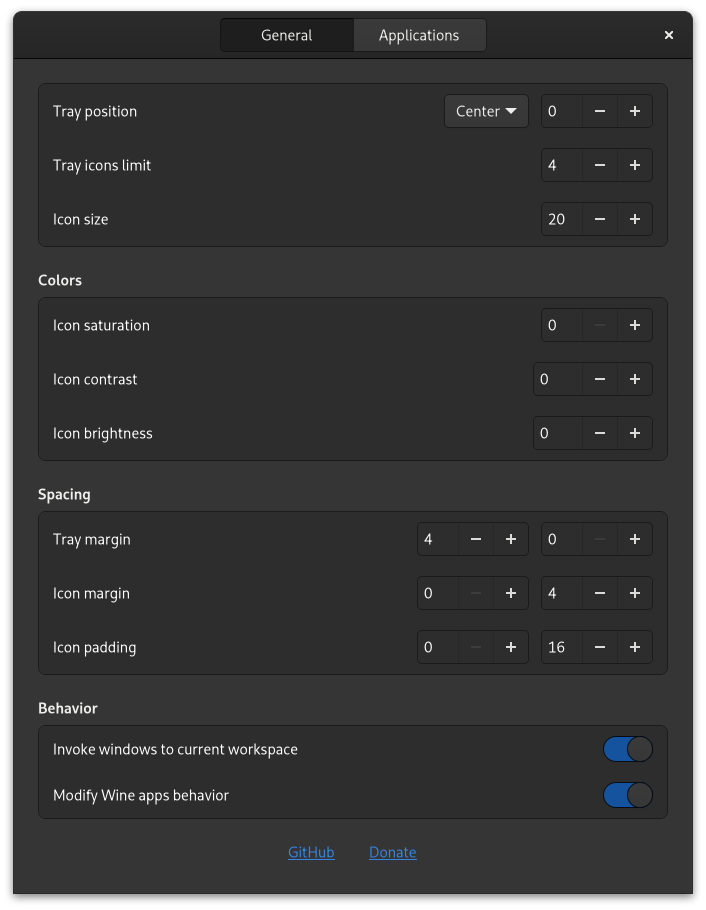 General Applications ×
Tray position Center 0 − +
Tray icons limit 4 − +
Icon size 20 − +
Colors
Icon saturation 0 − +
Icon contrast 0 − +
Icon brightness 0 − +
Spacing
Tray margin 4 − + 0 − +
Icon margin 0 − + 4 − +
Icon padding 0 − + 16 − +
Behavior
Invoke windows to current workspace
Modify Wine apps behavior
GitHub Donate